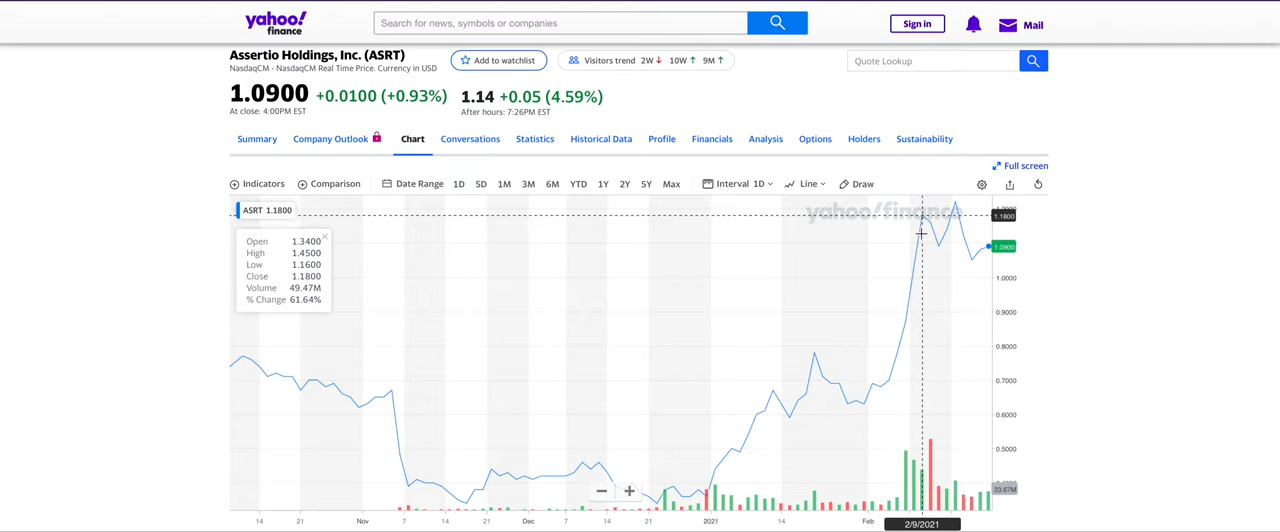 yahoo!
finance
Search for news, symbols or companies
Sign in
Mail
Assertio Holdings, Inc. (ASRT)
NasdaqCM - NasdaqCM Real Time Price. Currency in USD
Add to watchlist
Visitors trend 2W 10W 9M
Quote Lookup
1.0900 +0.0100 (+0.93%)
At close: 4:00PM EST
1.14 +0.05 (4.59%)
After hours: 7:26PM EST
Summary Company Outlook Chart Conversations Statistics Historical Data Profile Financials Analysis Options Holders Sustainability
Full screen
Indicators Comparison Date Range 1D 5D 1M 3M 6M YTD 1Y 2Y 5Y Max Interval 1D Line Draw
ASRT 1.1800
yahoo!finance
1.1800
Open 1.3400
High 1.4500
Low 1.1600
Close 1.1800
Volume 49.47M
% Change 61.64%
1.0900
1.0000
0.9000
0.8000
0.7000
0.6000
0.5000
23.67M
14 21 Nov 7 14 21 Dec 7 14 21 2021 14 Feb 2/9/2021